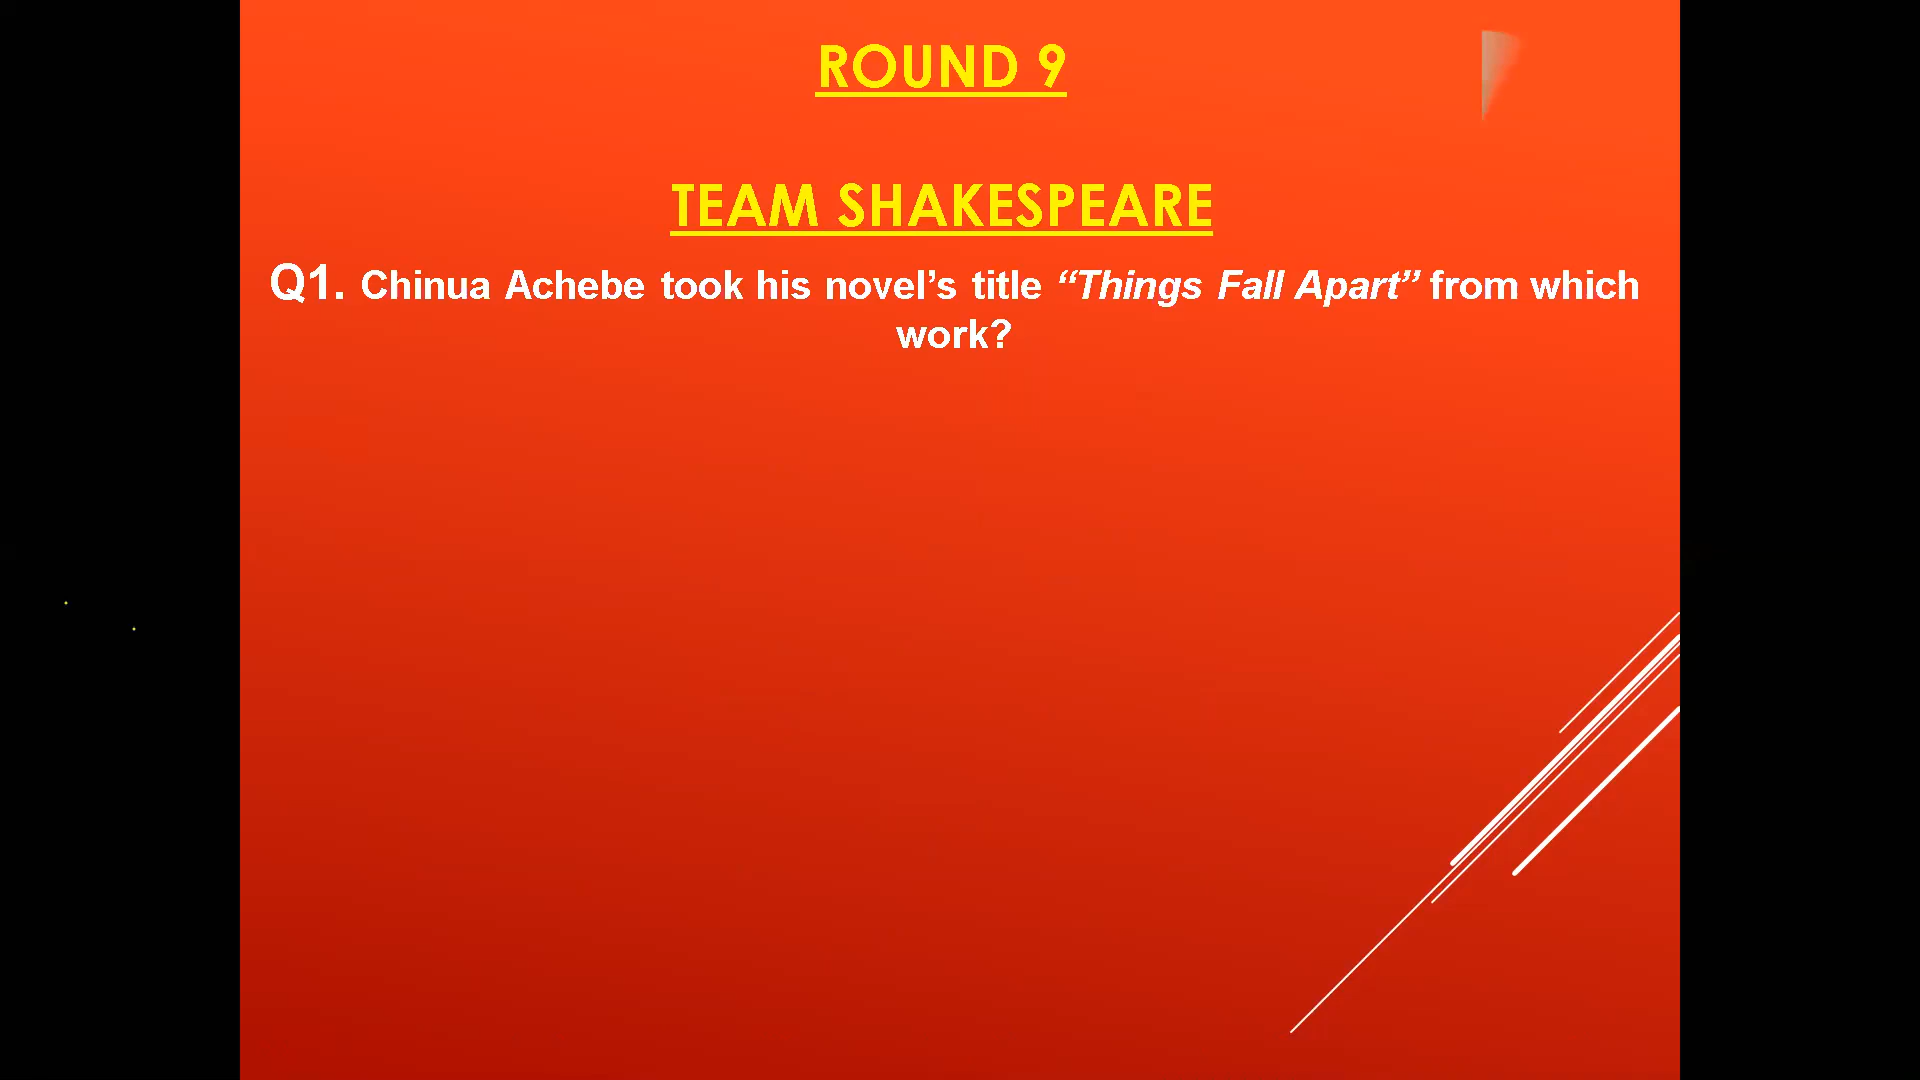 ROUND 9
TEAM SHAKESPEARE
Q1. Chinua Achebe took his novel’s title “Things Fall Apart” from which
work?